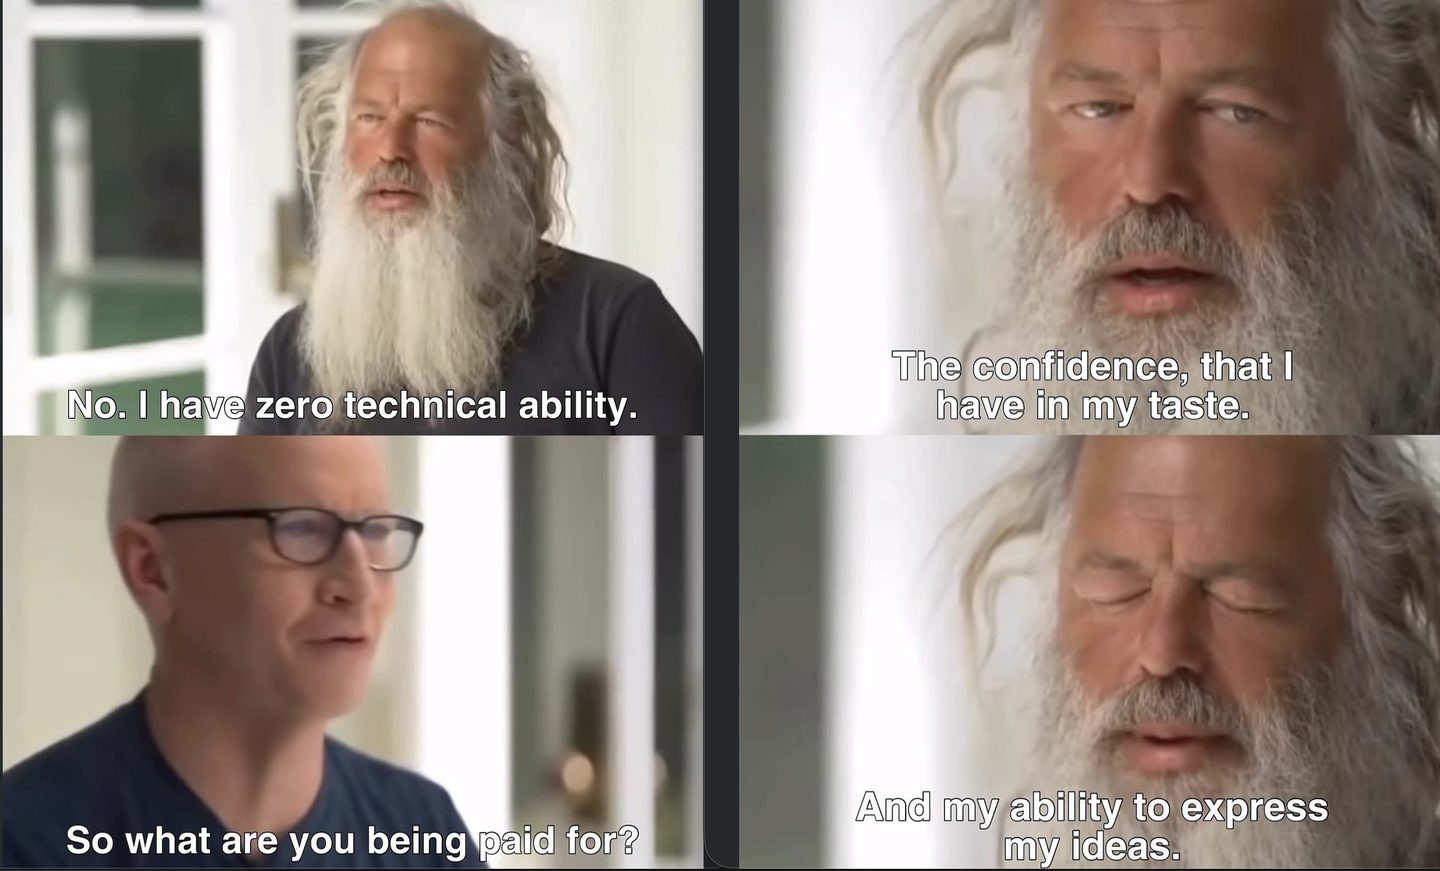 No. I have zero technical ability.
So what are you being paid for?
The confidence, that I
have in my taste.
And my ability to express
my ideas.